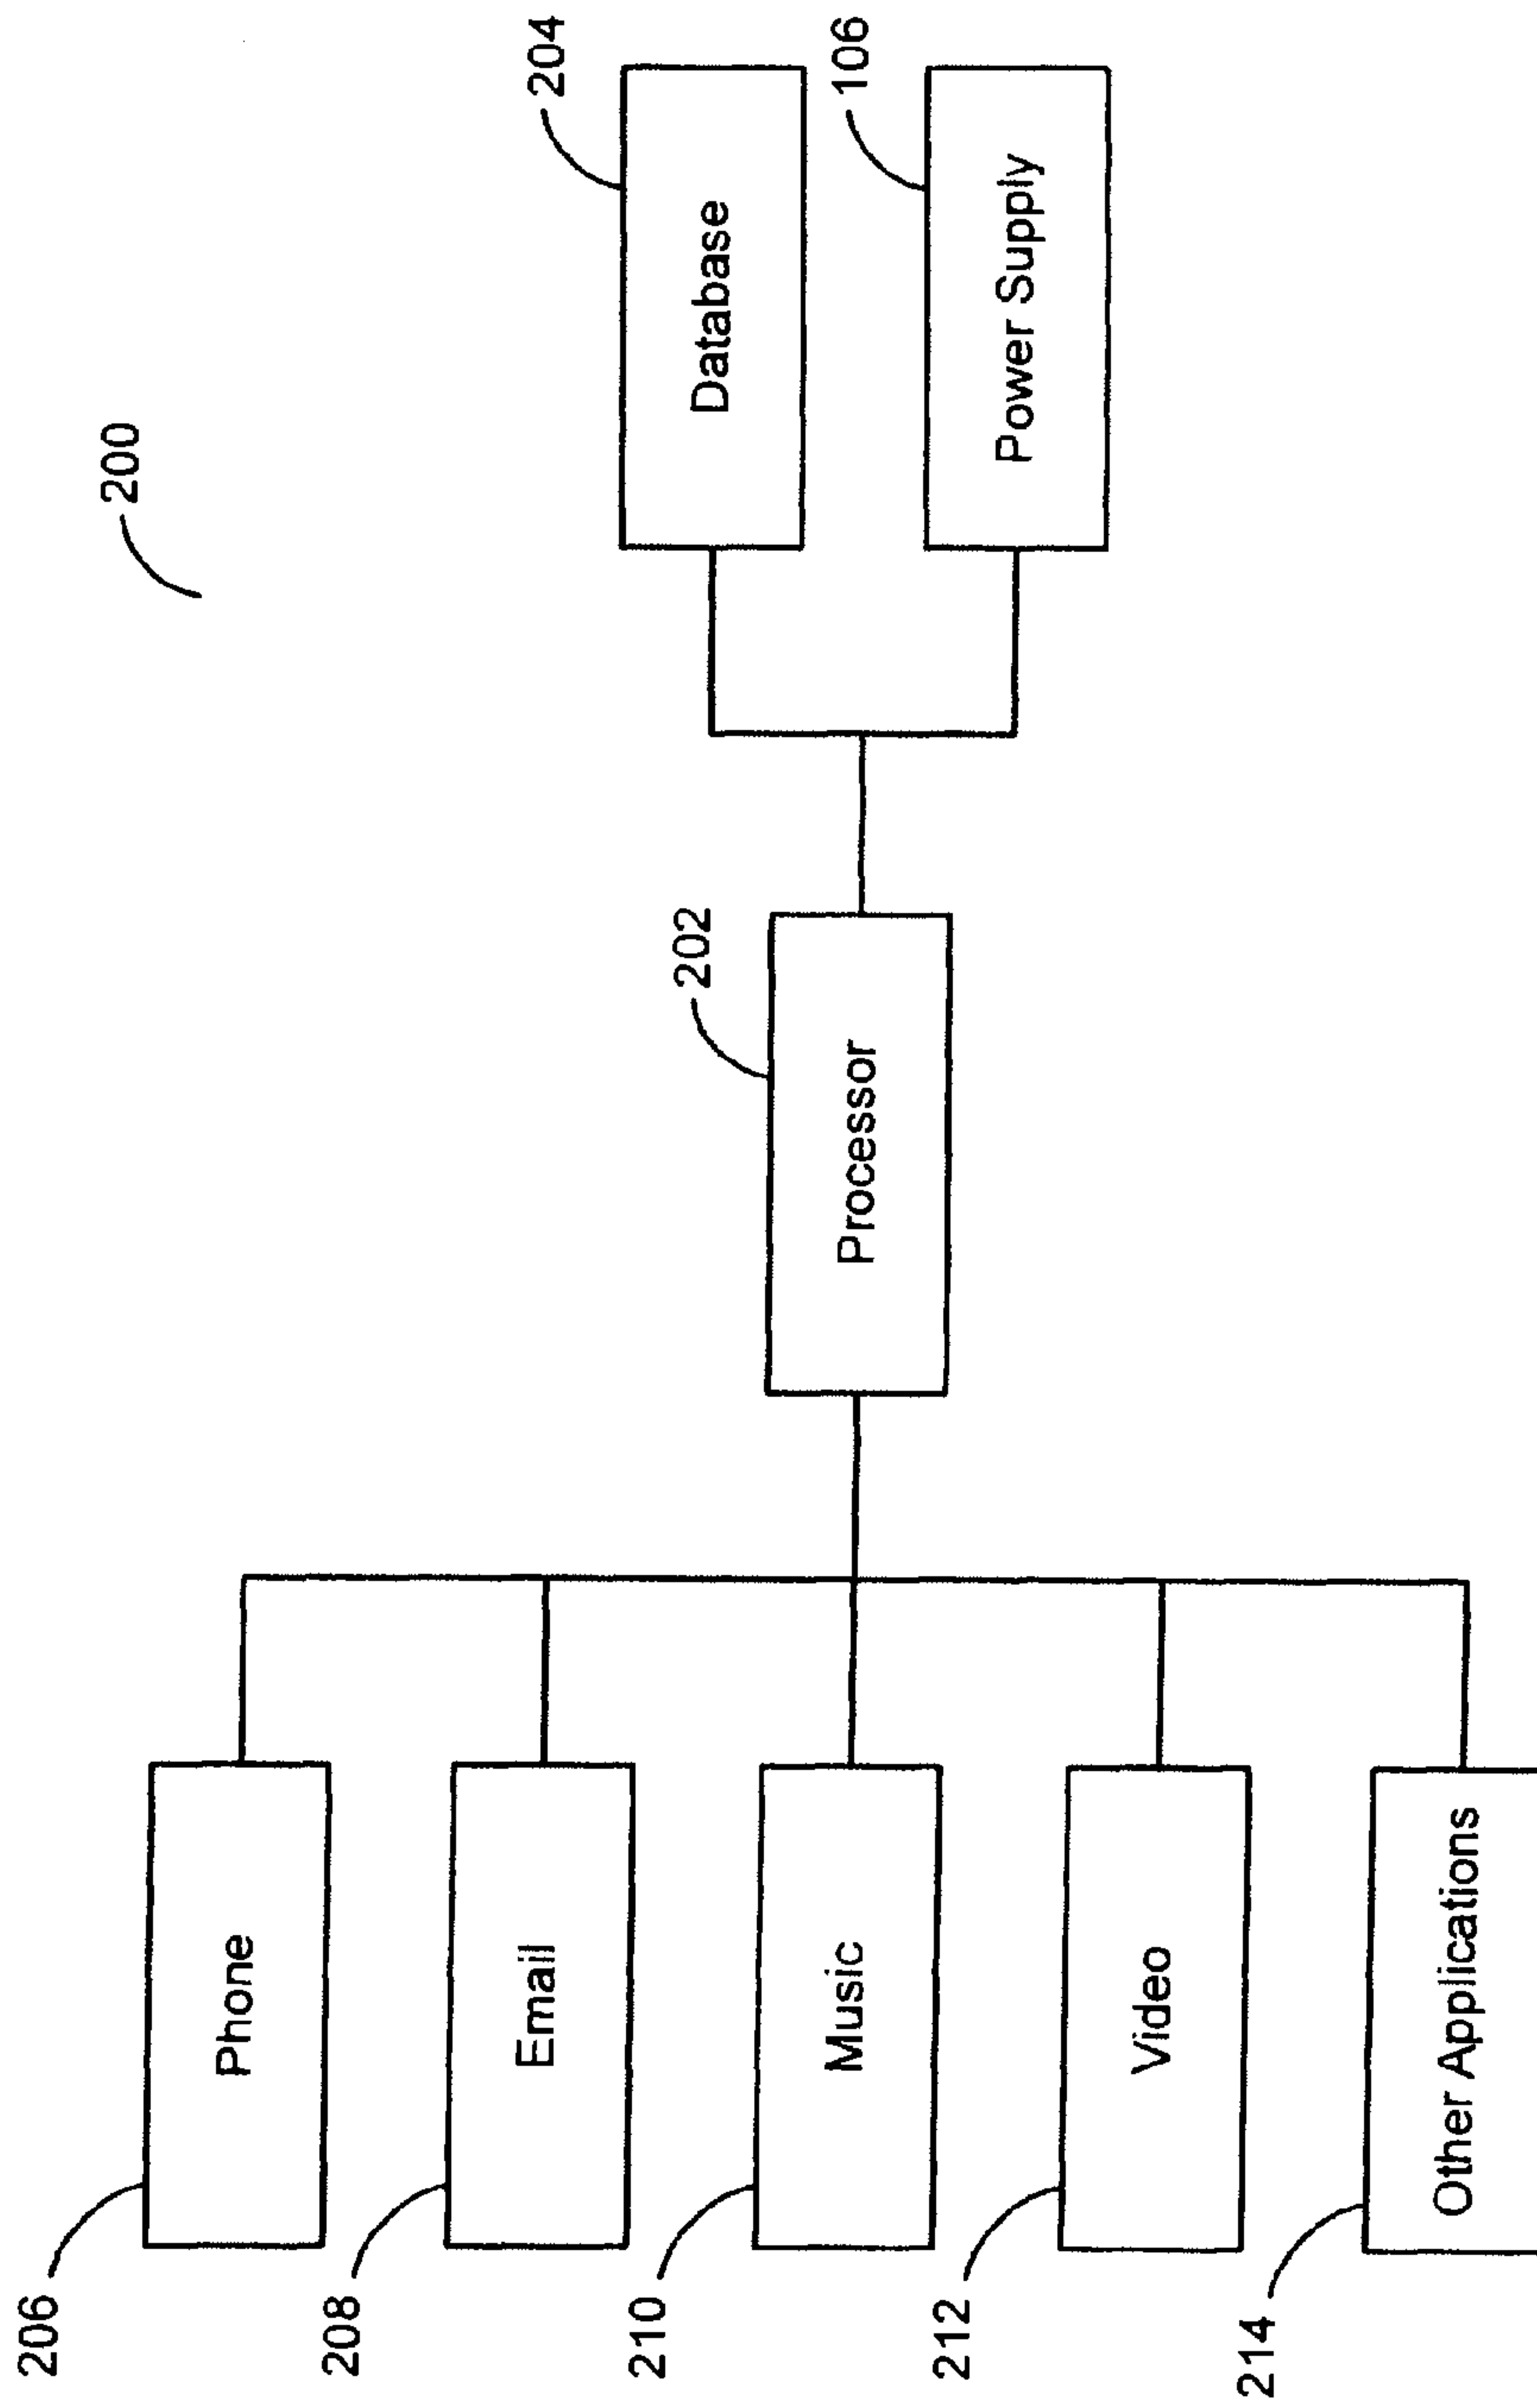 200
206
Phone
208
Email
210
Music
212
Video
214
Other Applications
202
Processor
204
Database
106
Power Supply